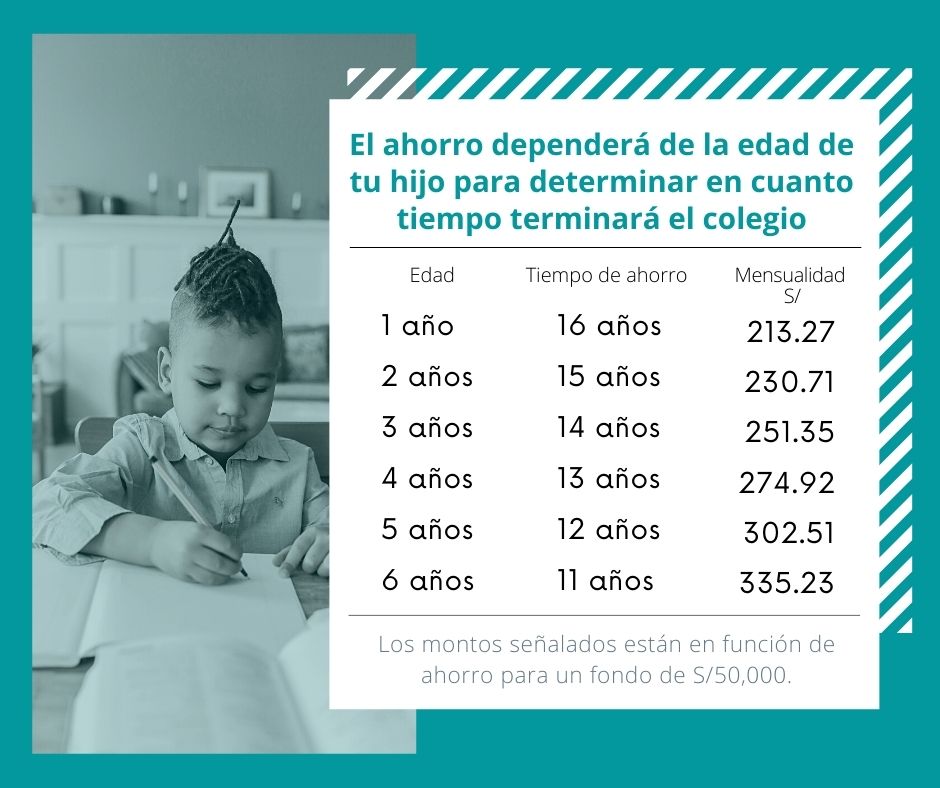 El ahorro dependerá de la edad de
tu hijo para determinar en cuanto
tiempo terminará el colegio
Edad Tiempo de ahorro Mensualidad
S/
1 año 16 años 213.27
2 años 15 años 230.71
3 años 14 años 251.35
4 años 13 años 274.92
5 años 12 años 302.51
6 años 11 años 335.23
Los montos señalados están en función de
ahorro para un fondo de S/50,000.